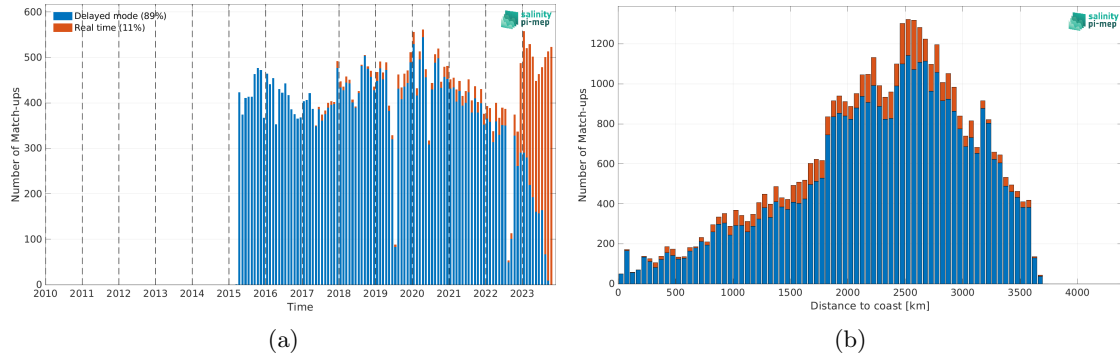 Delayed mode (89%)
Real time (11%)
salinity
pi-mep
Number of Match-ups
600
500
400
300
200
100
0
2010 2011 2012 2013 2014 2015 2016 2017 2018 2019 2020 2021 2022 2023
Time
(a)
salinity
pi-mep
Number of Match-ups
1200
1000
800
600
400
200
0
0 500 1000 1500 2000 2500 3000 3500 4000
Distance to coast [km]
(b)